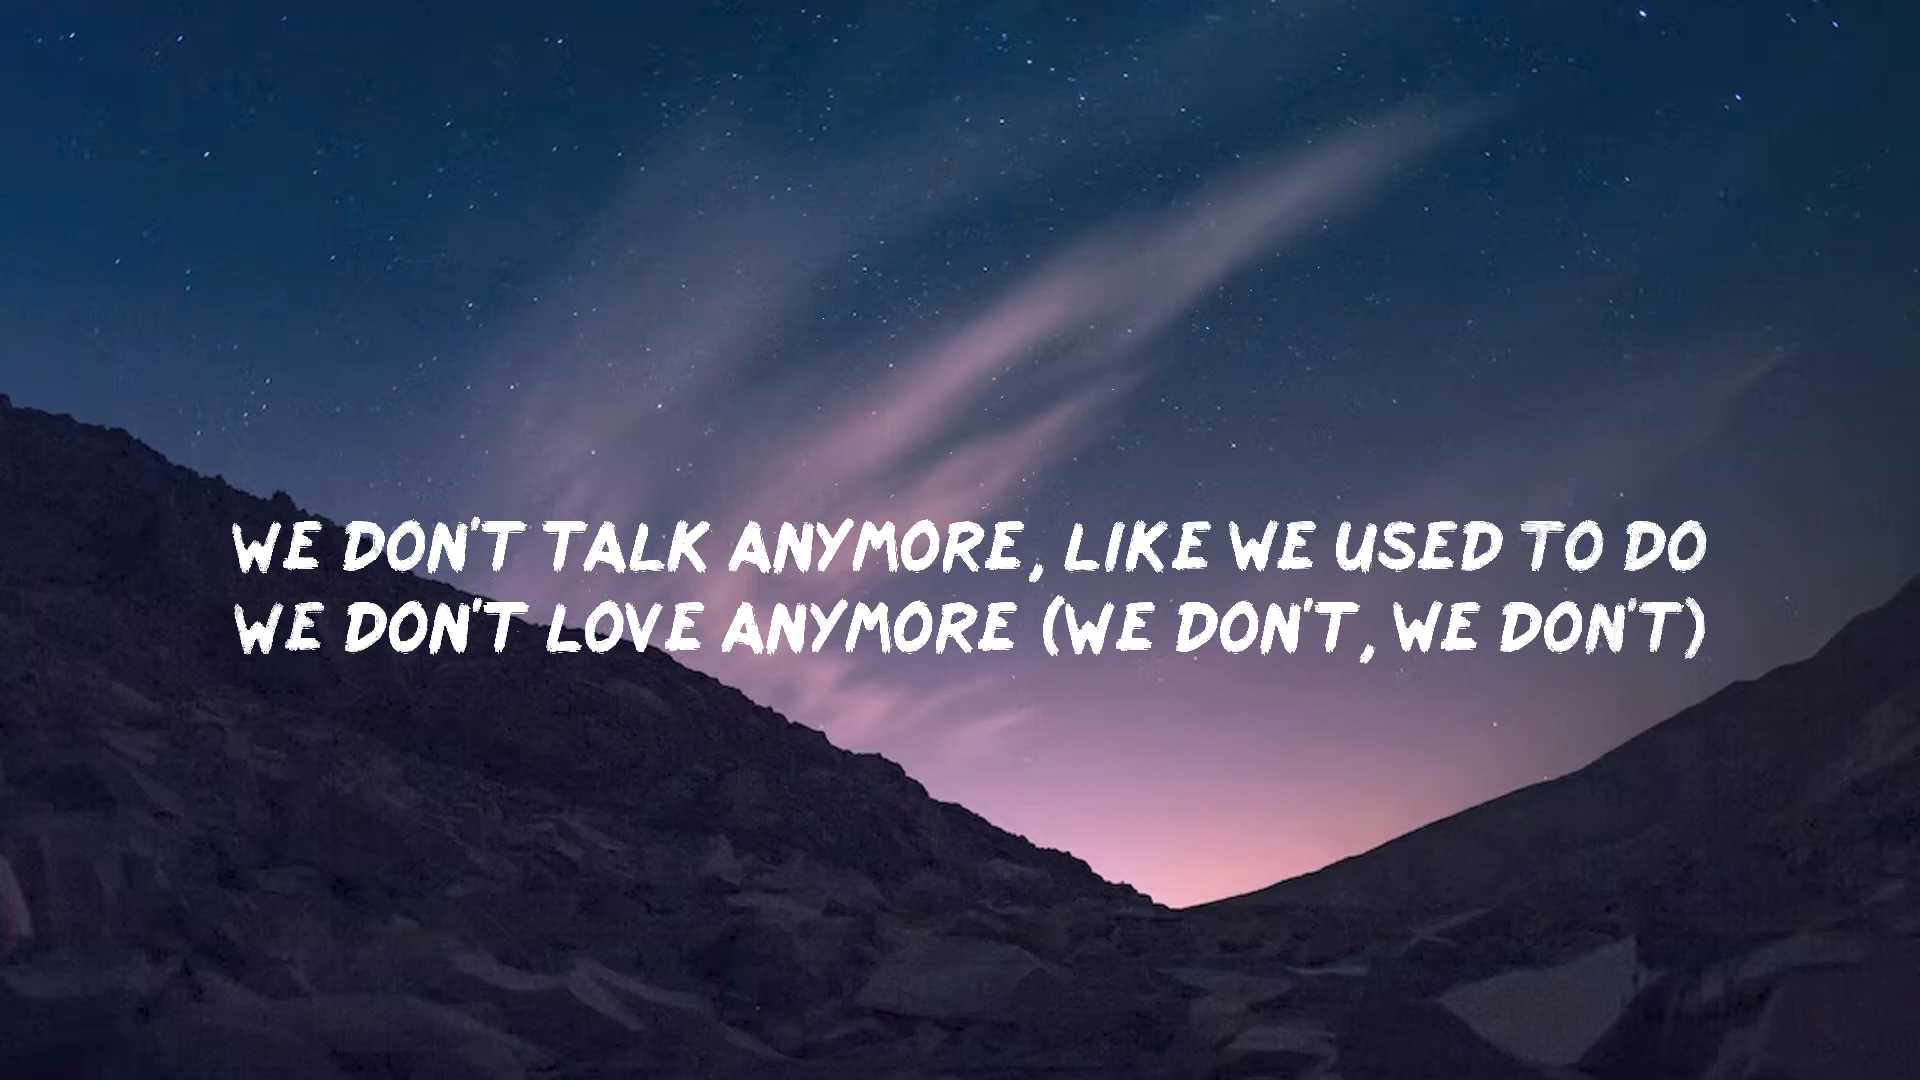 WE DON'T TALK ANYMORE, LIKE WE USED TO DO
WE DON'T LOVE ANYMORE (WE DON'T, WE DON'T)